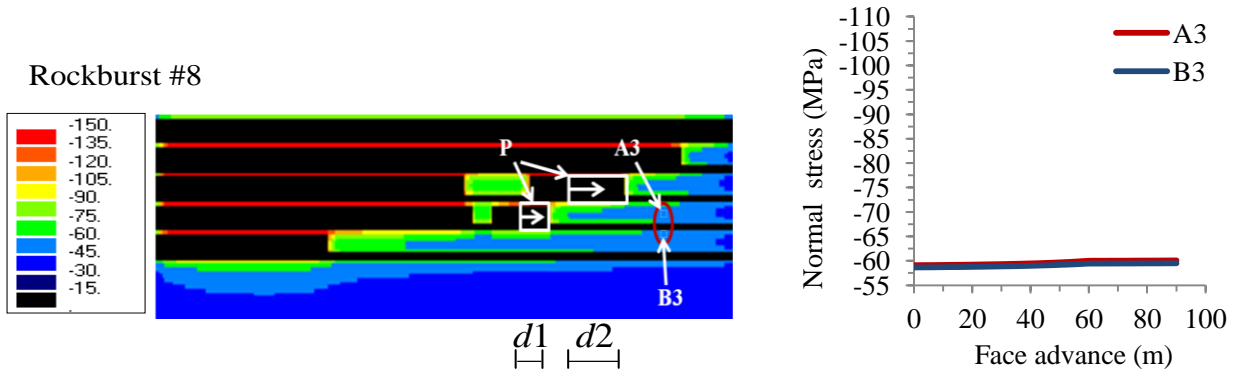 Rockburst #8
-150.
-135.
-120.
-105.
-90.
-75.
-60.
-45.
-30.
-15.
.
P
A3
B3
d1 d2
Normal stress (MPa)
-110
-105
-100
-95
-90
-85
-80
-75
-70
-65
-60
-55
A3
B3
0 20 40 60 80 100
Face advance (m)